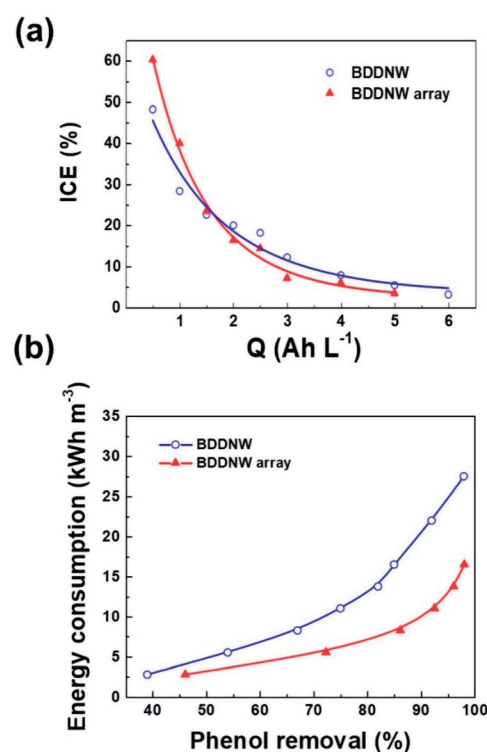 (a)
60
50
40
30
20
10
0
ICE (%)
BDDNW
BDDNW array
1 2 3 4 5 6
Q (Ah L⁻¹)
(b)
35
30
25
20
15
10
5
0
Energy consumption (kWh m⁻³)
BDDNW
BDDNW array
40 50 60 70 80 90 100
Phenol removal (%)